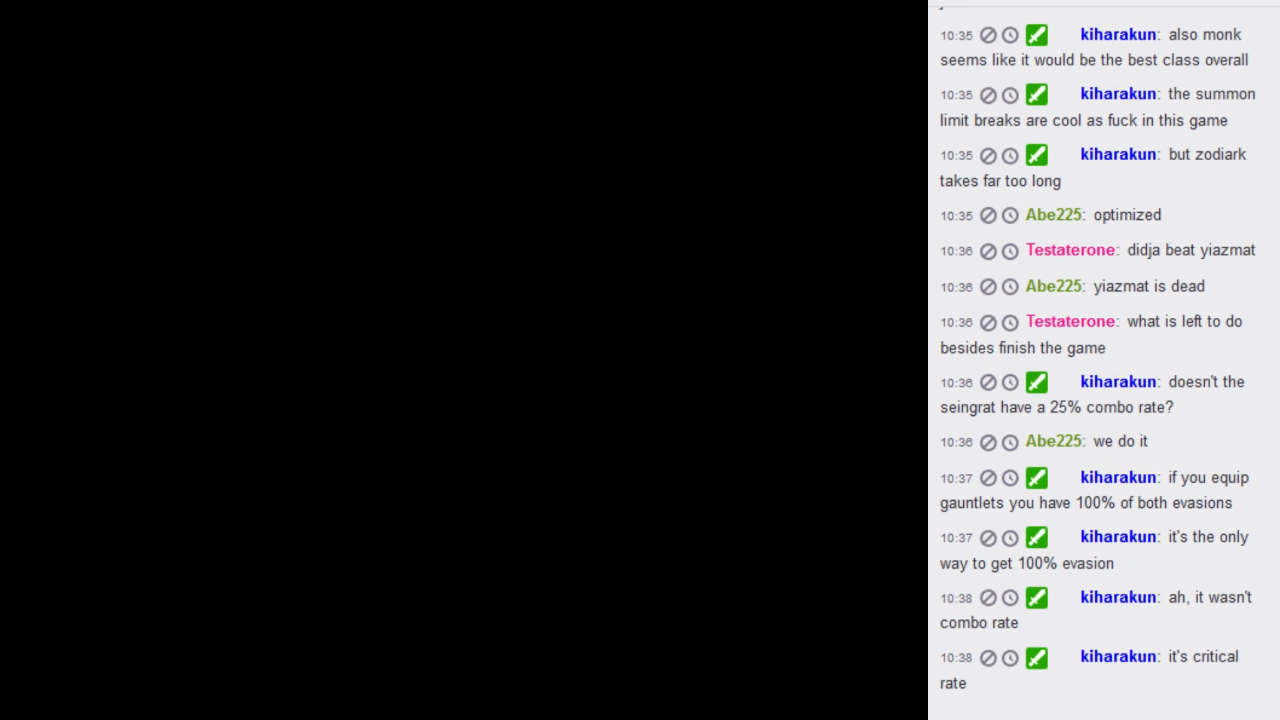 10:35 kiharakun: also monk
seems like it would be the best class overall
10:35 kiharakun: the summon
limit breaks are cool as fuck in this game
10:35 kiharakun: but zodiark
takes far too long
10:35 Abe225: optimized
10:36 Testaterone: didja beat yiazmat
10:36 Abe225: yiazmat is dead
10:36 Testaterone: what is left to do
besides finish the game
10:36 kiharakun: doesn't the
seingrat have a 25% combo rate?
10:36 Abe225: we do it
10:37 kiharakun: if you equip
gauntlets you have 100% of both evasions
10:37 kiharakun: it's the only
way to get 100% evasion
10:38 kiharakun: ah, it wasn't
combo rate
10:38 kiharakun: it's critical
rate